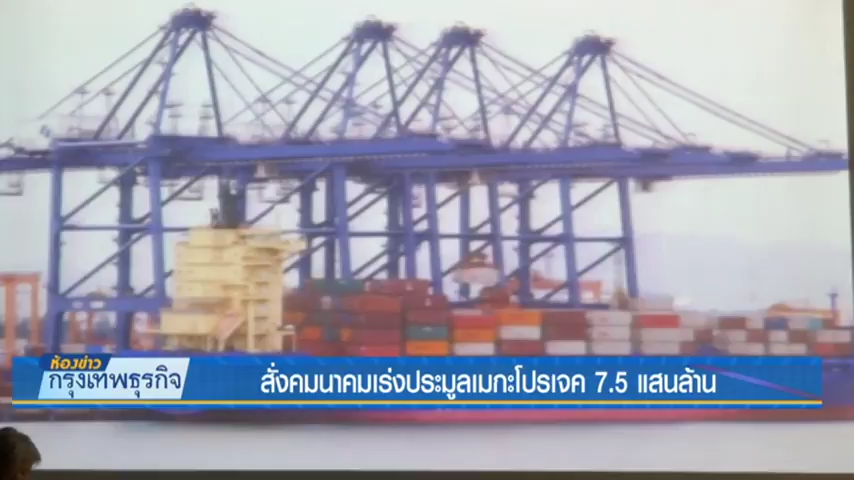 ห้องข่าว
กรุงเทพธุรกิจ
สั่งคมนาคมเร่งประมูลเมกะโปรเจค 7.5 แสนล้าน